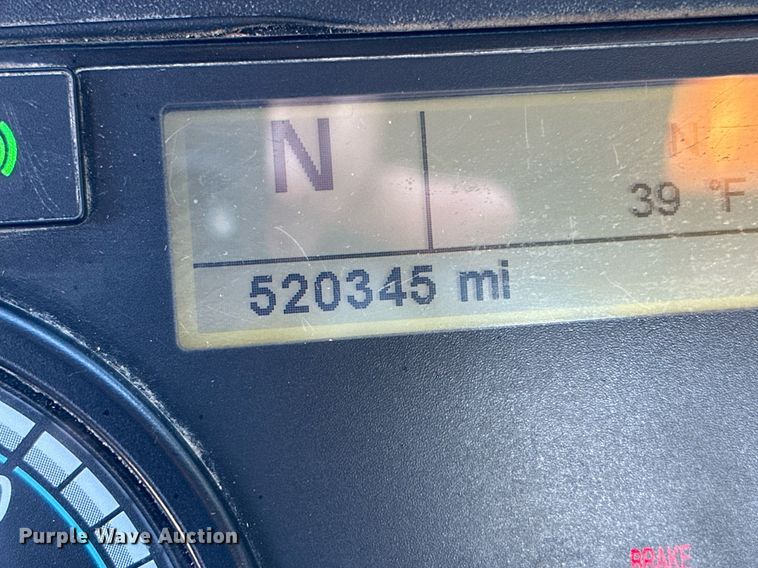 N
N
39 °F
520345 mi
BRAKE
Purple Wave Auction